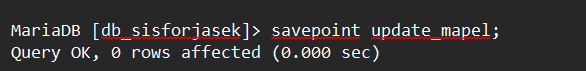 MariaDB [db_sisforjasek]> savepoint update_mapel;
Query OK, 0 rows affected (0.000 sec)